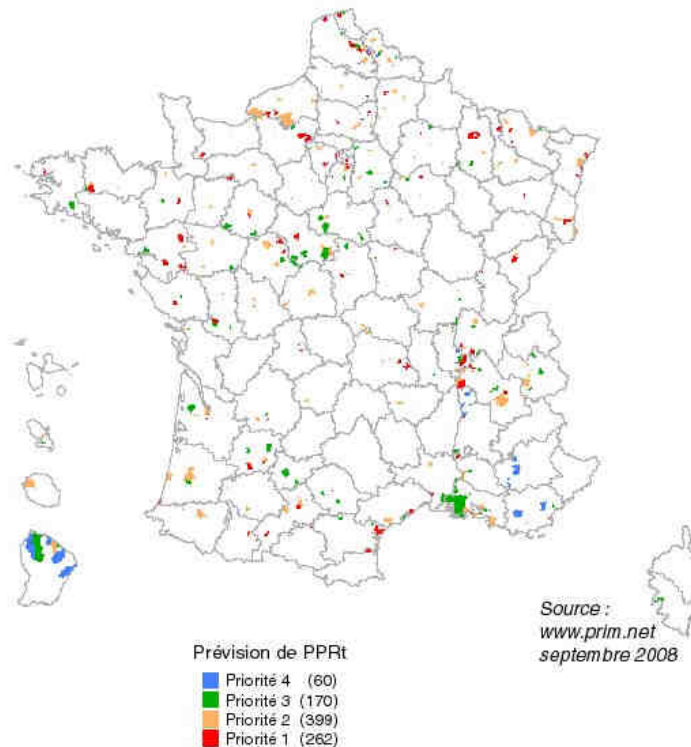 Source :
www.prim.net
septembre 2008
Prévision de PPRt
Priorité 4 (60)
Priorité 3 (170)
Priorité 2 (399)
Priorité 1 (262)